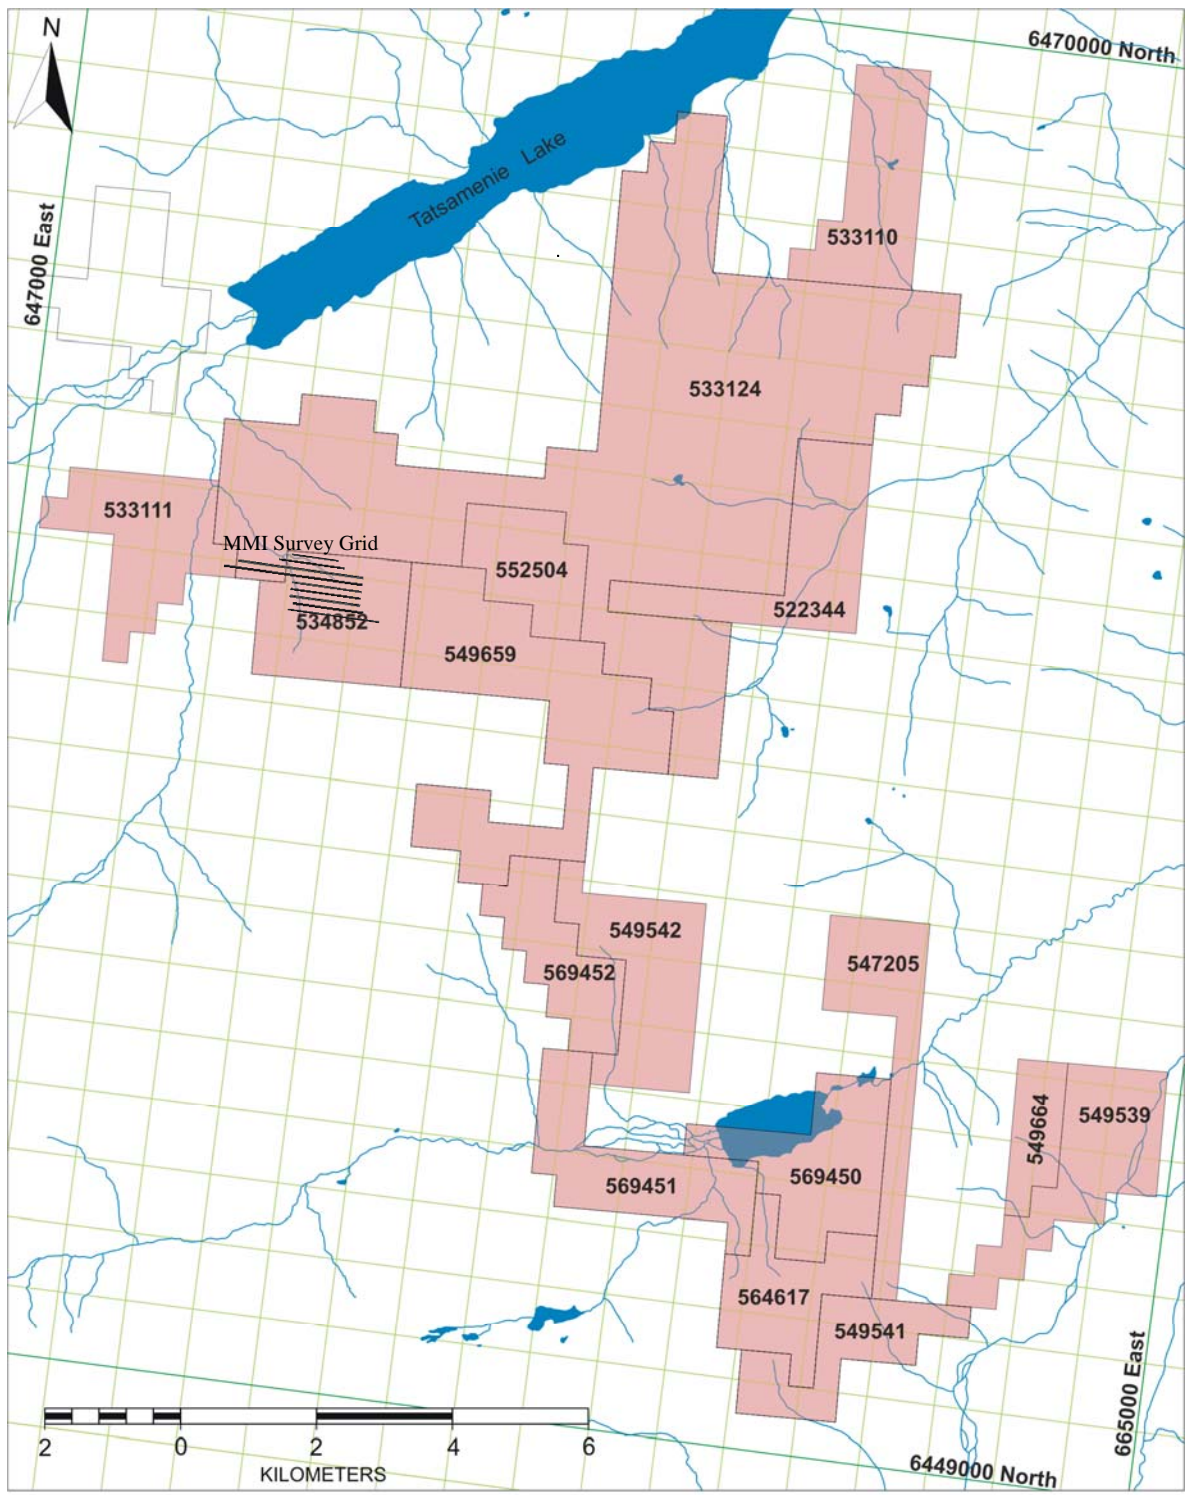 N
6470000 North
Tatsamenie Lake
647000 East
533110
533124
533111
MMI Survey Grid
552504
522344
534852
549659
549542
547205
569452
549664
549539
569450
569451
564617
549541
665000 East
2 0 2 4 6
KILOMETERS
6449000 North